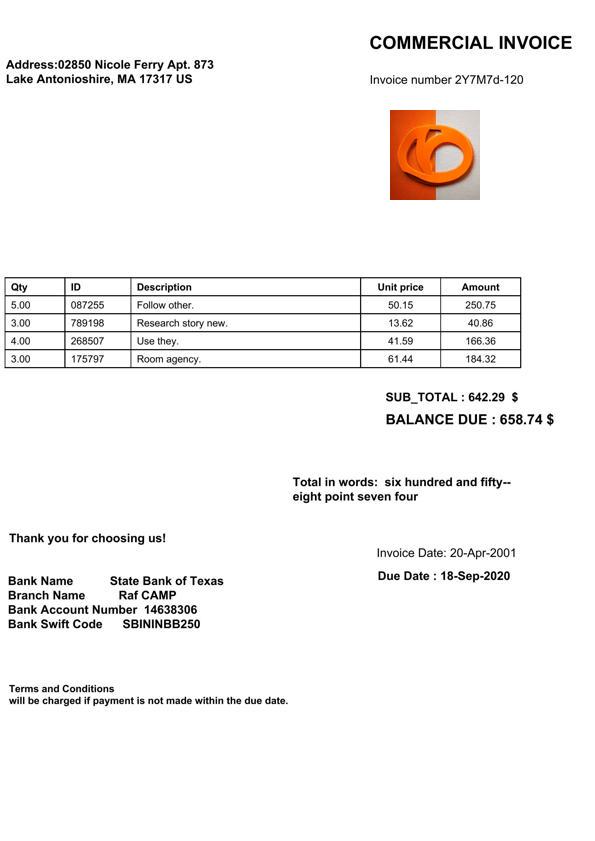 COMMERCIAL INVOICE
Address:02850 Nicole Ferry Apt. 873
Lake Antonioshire, MA 17317 US
Invoice number 2Y7M7d-120
Qty ID Description Unit price Amount
5.00 087255 Follow other. 50.15 250.75
3.00 789198 Research story new. 13.62 40.86
4.00 268507 Use they. 41.59 166.36
3.00 175797 Room agency. 61.44 184.32
SUB_TOTAL : 642.29 $
BALANCE DUE : 658.74 $
Total in words: six hundred and fifty--
eight point seven four
Thank you for choosing us!
Invoice Date: 20-Apr-2001
Due Date : 18-Sep-2020
Bank Name State Bank of Texas
Branch Name Raf CAMP
Bank Account Number 14638306
Bank Swift Code SBININBB250
Terms and Conditions
will be charged if payment is not made within the due date.